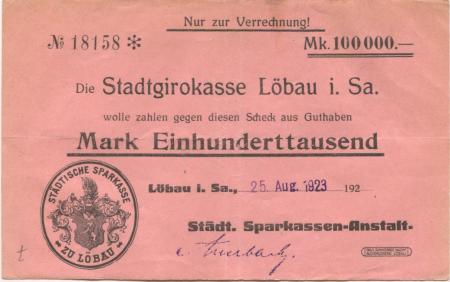 Nur zur Verrechnung!
№ 18158 *
Mk. 100000.—
Die Stadtgirokasse Löbau i. Sa.
wolle zahlen gegen diesen Scheck aus Guthaben
Mark Einhunderttausend
STÄDTISCHE SPARKASSE
ZU LÖBAU
Löbau i. Sa., 25. Aug. 1923 192
Städt. Sparkassen-Anstalt.